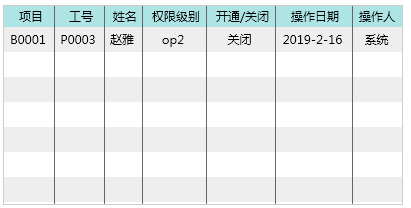 项目 工号 姓名 权限级别 开通/关闭 操作日期 操作人
B0001 P0003 赵雅 op2 关闭 2019-2-16 系统